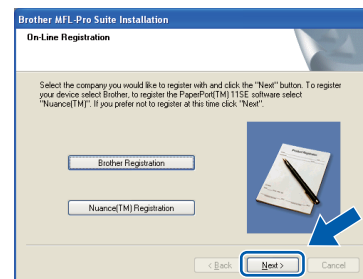 Brother MFL-Pro Suite Installation
On-Line Registration
Select the company you would like to register with and click the "Next" button. To register
your device select Brother, to register the PaperPort(TM) 11SE software select
"Nuance(TM)". If you prefer not to register at this time click "Next".
Brother Registration
Nuance(TM) Registration
< Back
Next >
Cancel